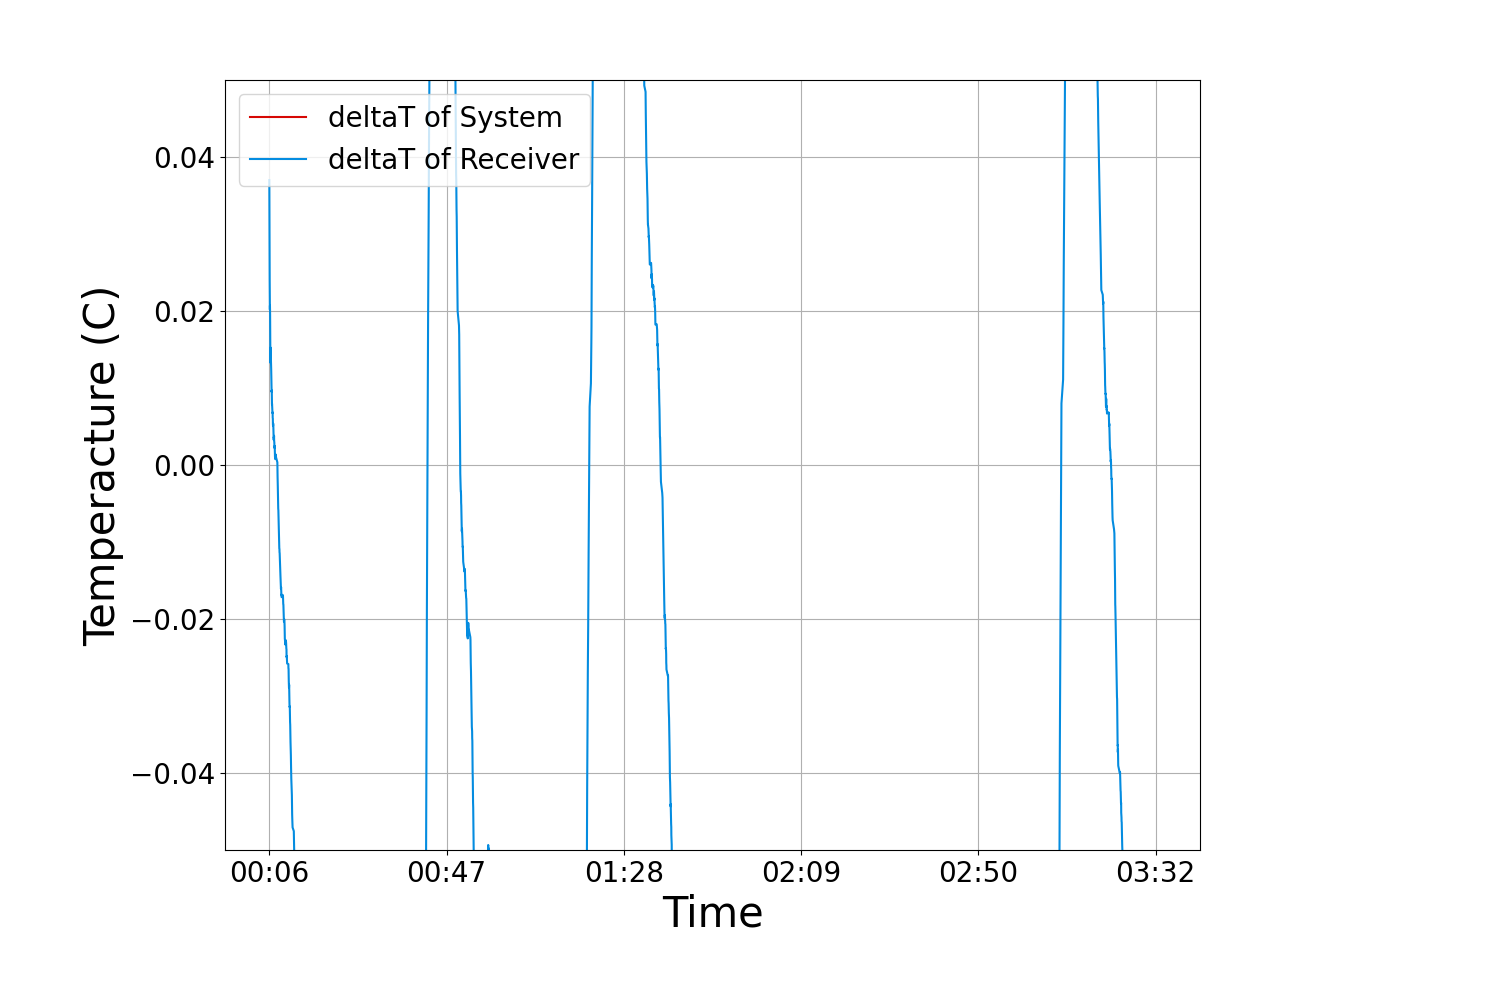 deltaT of System
deltaT of Receiver
Temperacture (C)
0.04
0.02
0.00
−0.02
−0.04
00:06 00:47 01:28 02:09 02:50 03:32
Time